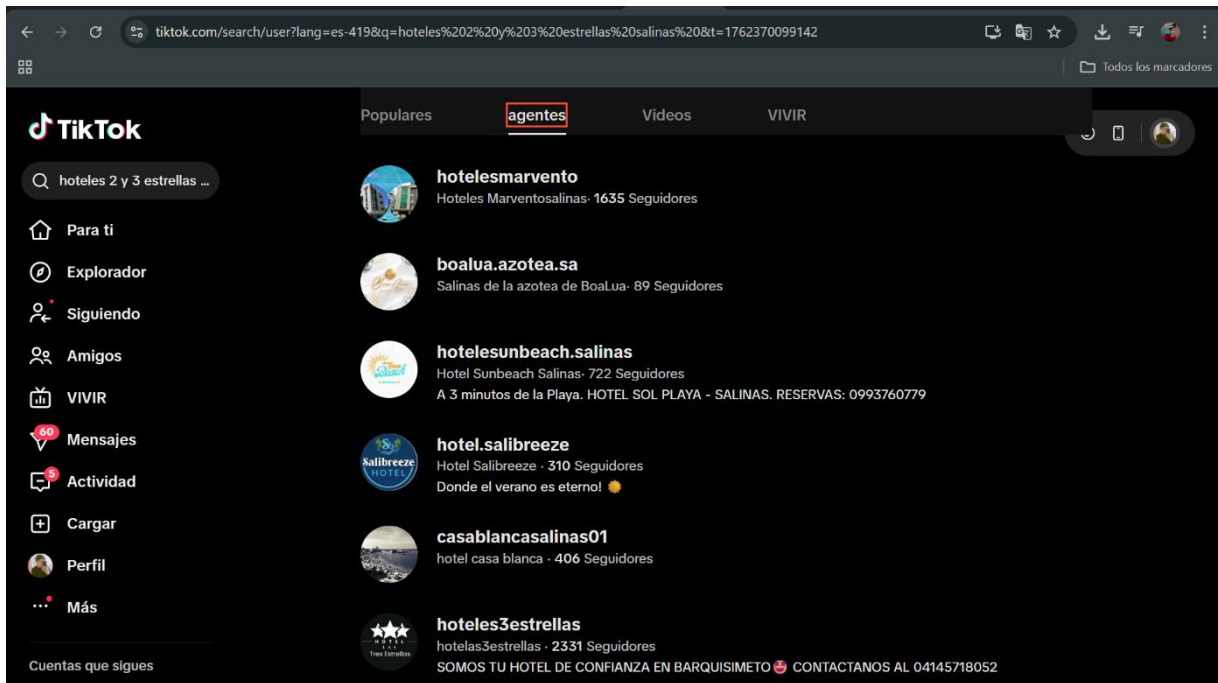 tiktok.com/search/user?lang=es-419&q=hoteles%202%20y%203%20estrellas%20salinas%20&t=1762370099142
Todos los marcadores
TikTok
hoteles 2 y 3 estrellas ...
Para ti
Explorador
Siguiendo
Amigos
VIVIR
60
Mensajes
5
Actividad
Cargar
Perfil
Más
Cuentas que sigues
Populares agentes Videos VIVIR
hotelesmarvento
Hoteles Marventosalinas· 1635 Seguidores
boalua.azotea.sa
Salinas de la azotea de BoaLua· 89 Seguidores
hotelesunbeach.salinas
Hotel Sunbeach Salinas· 722 Seguidores
A 3 minutos de la Playa. HOTEL SOL PLAYA - SALINAS. RESERVAS: 0993760779
Salibreeze
HOTEL
hotel.salibreeze
Hotel Salibreeze · 310 Seguidores
Donde el verano es eterno!
casablancasalinas01
hotel casa blanca · 406 Seguidores
HOTEL
LAS
Tres Estrellas
hoteles3estrellas
hotelas3estrellas · 2331 Seguidores
SOMOS TU HOTEL DE CONFIANZA EN BARQUISIMETO🤩 CONTACTANOS AL 04145718052